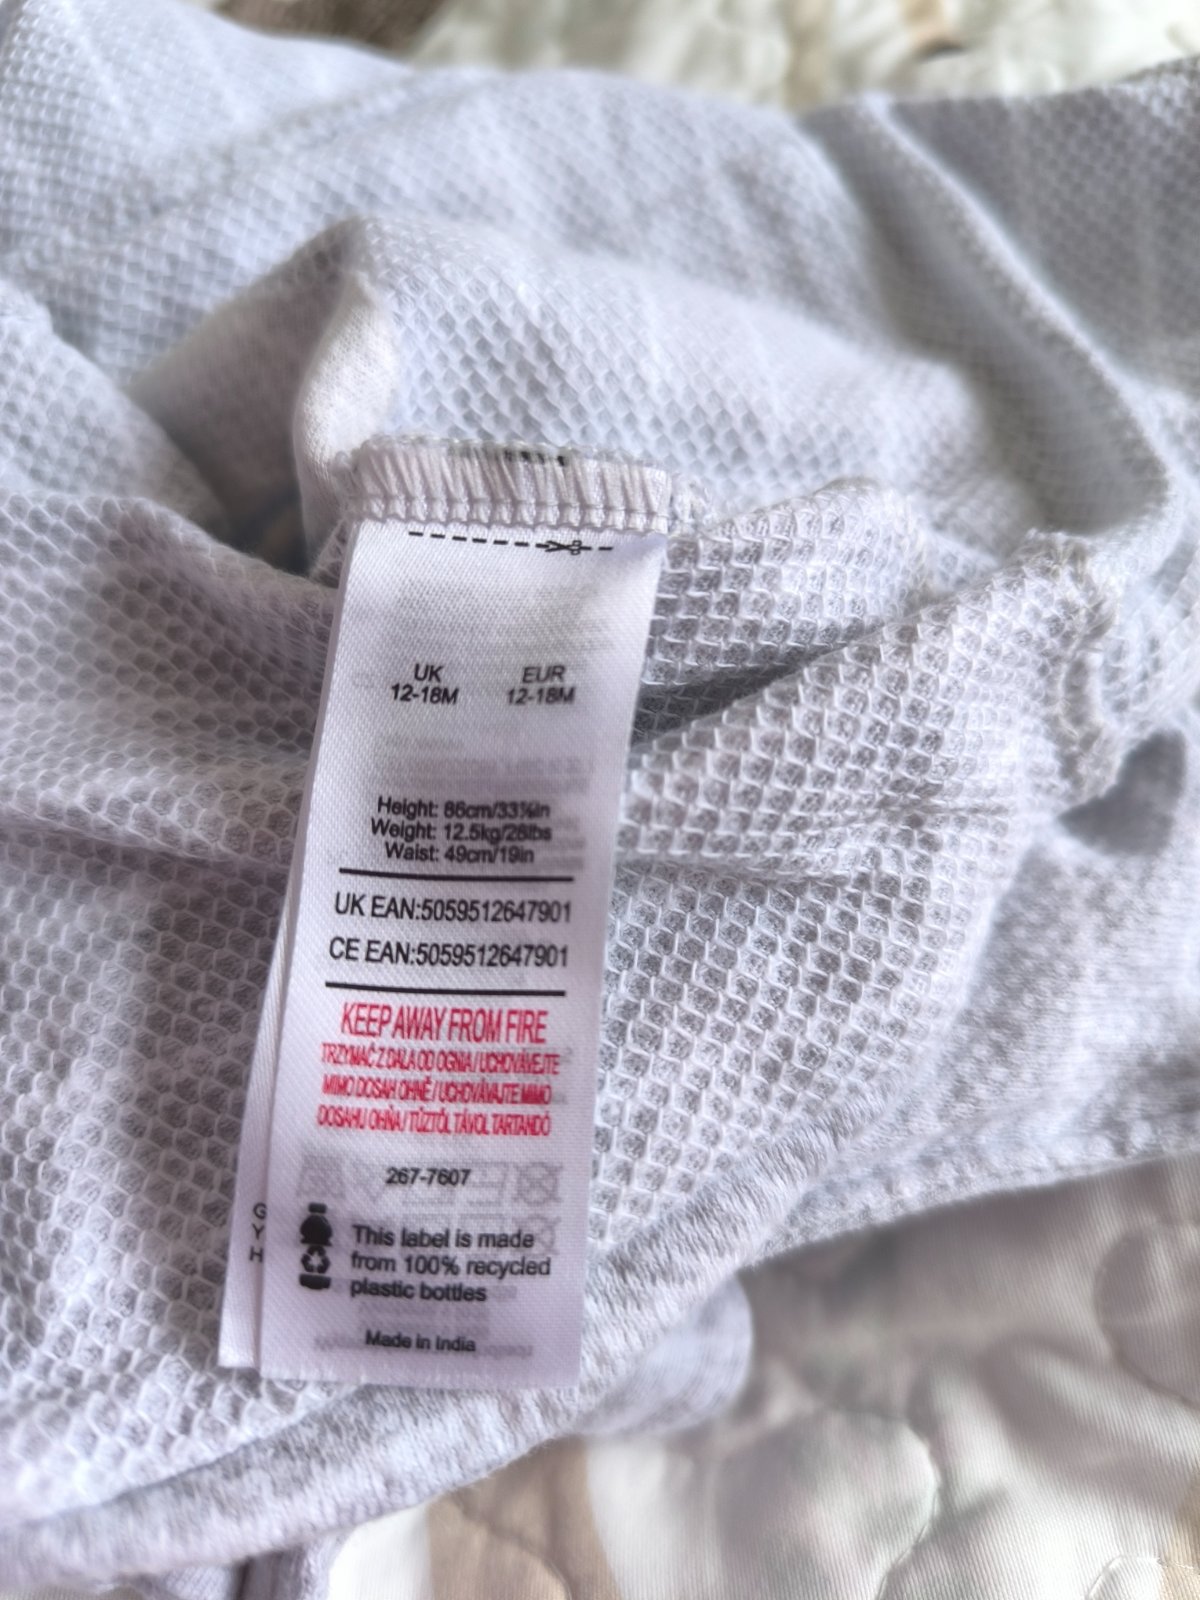 UK EUR
12-18M 12-18M
Height: 86cm/33¾in
Weight: 12.5kg/28lbs
Waist: 49cm/19in
UK EAN:5059512647901
CE EAN:5059512647901
KEEP AWAY FROM FIRE
TRZYMAĆ Z DALA OD OGNIA/UCHOVÁVEJTE
MIMO DOSAH OHNĚ/UCHOVÁVAJTE MIMO
DOSAHU OHŇA/TŰZTŐL TÁVOL TARTANDÓ
267-7607
This label is made
from 100% recycled
plastic bottles
Made in India
G
Y
H